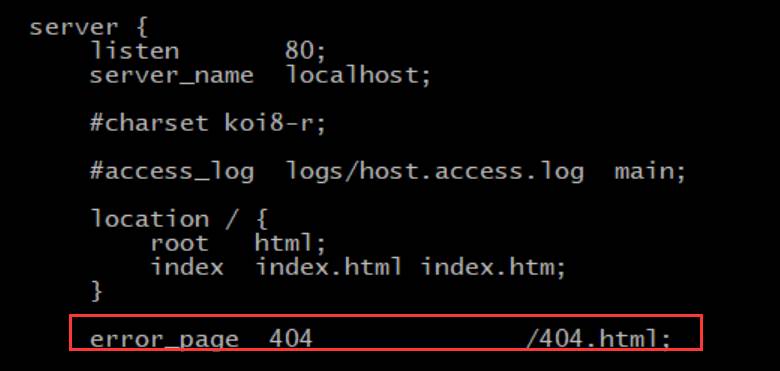 server {
    listen       80;
    server_name  localhost;
    #charset koi8-r;
    #access_log  logs/host.access.log  main;
    location / {
        root   html;
        index  index.html index.htm;
    }
    error_page  404              /404.html;